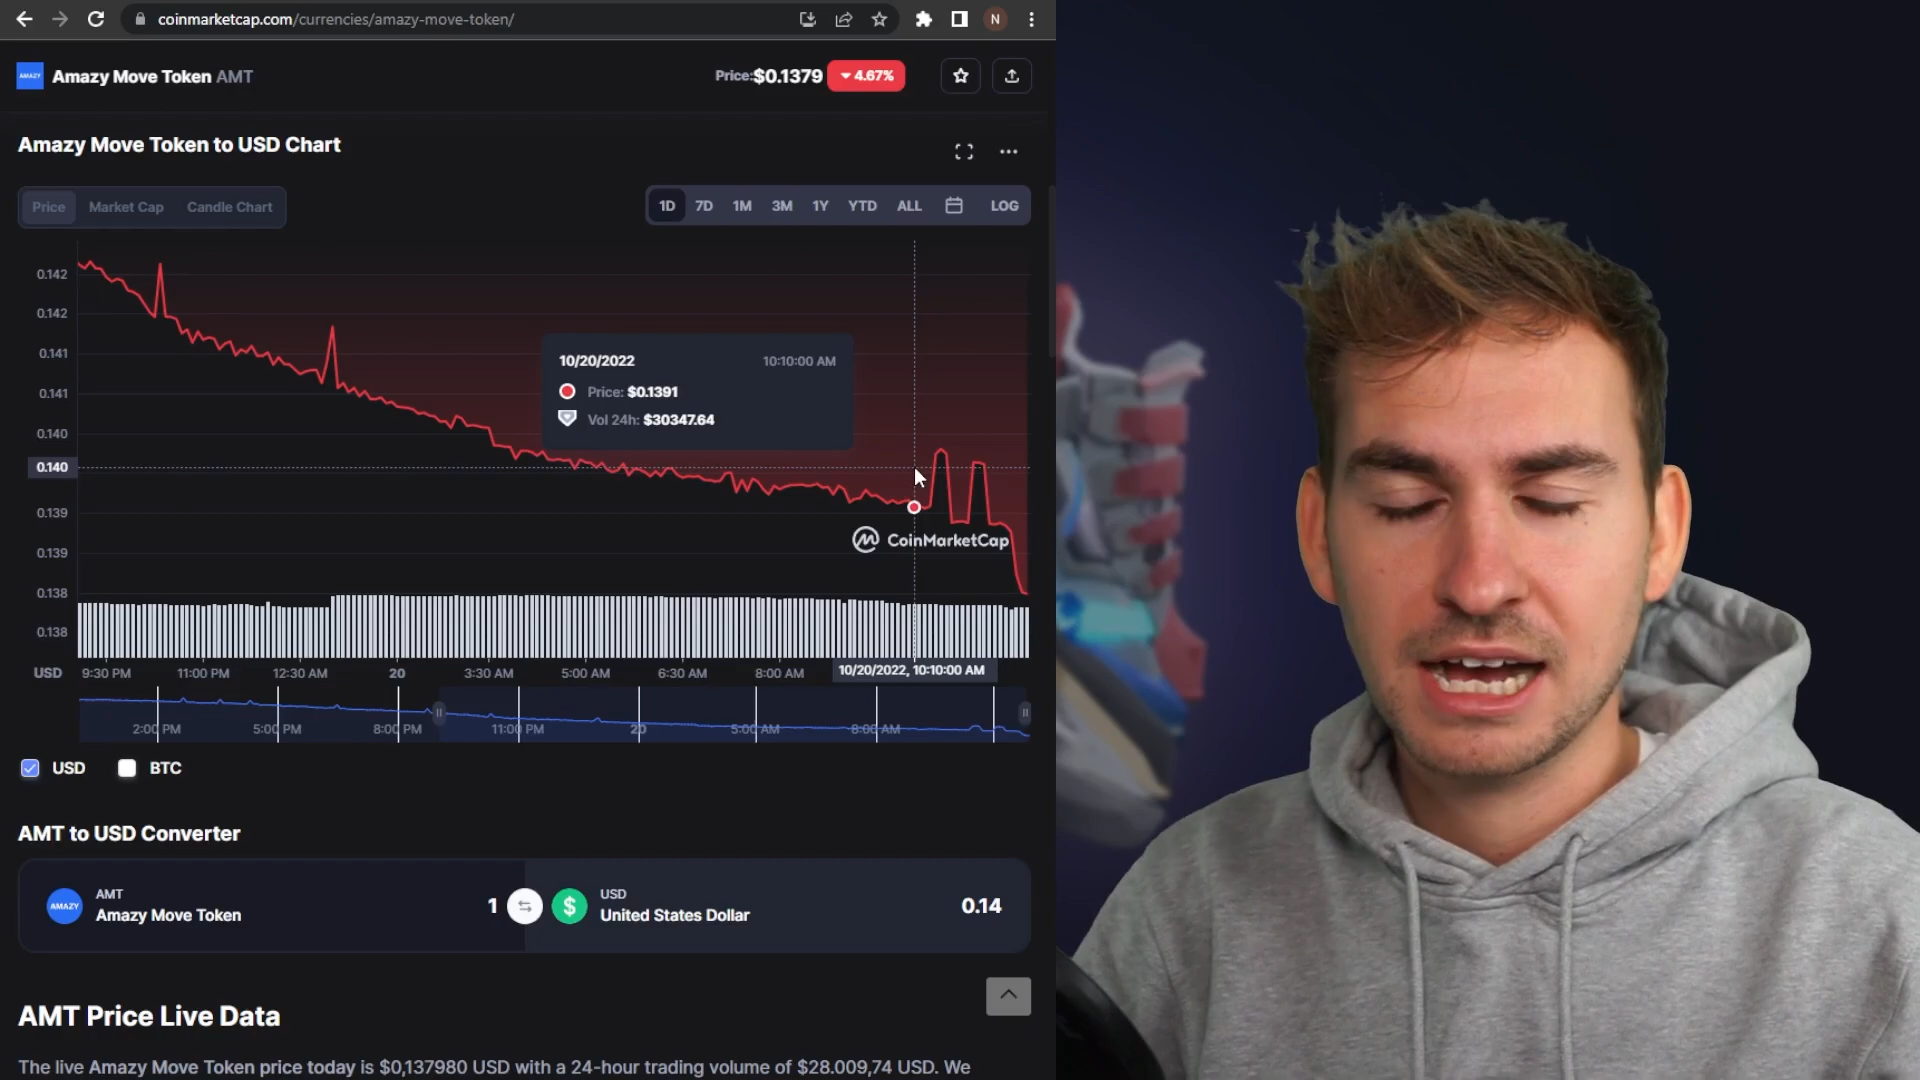 coinmarketcap.com/currencies/amazy-move-token/
N
AMAZY
Amazy Move Token AMT
Price:$0.1379
4.67%
Amazy Move Token to USD Chart
Price Market Cap Candle Chart
1D 7D 1M 3M 1Y YTD ALL LOG
0.142
0.142
0.141
0.141
0.140
0.140
0.139
0.139
0.138
0.138
10/20/2022 10:10:00 AM
Price: $0.1391
Vol 24h: $30347.64
CoinMarketCap
USD 9:30 PM 11:00 PM 12:30 AM 20 3:30 AM 5:00 AM 6:30 AM 8:00 AM 10/20/2022, 10:10:00 AM
2:00 PM 5:00 PM 8:00 PM 11:00 PM 20 5:00 AM 8:00 AM
USD BTC
AMT to USD Converter
AMAZY
AMT
Amazy Move Token
1
$
USD
United States Dollar
0.14
AMT Price Live Data
The live Amazy Move Token price today is $0,137980 USD with a 24-hour trading volume of $28.009,74 USD. We